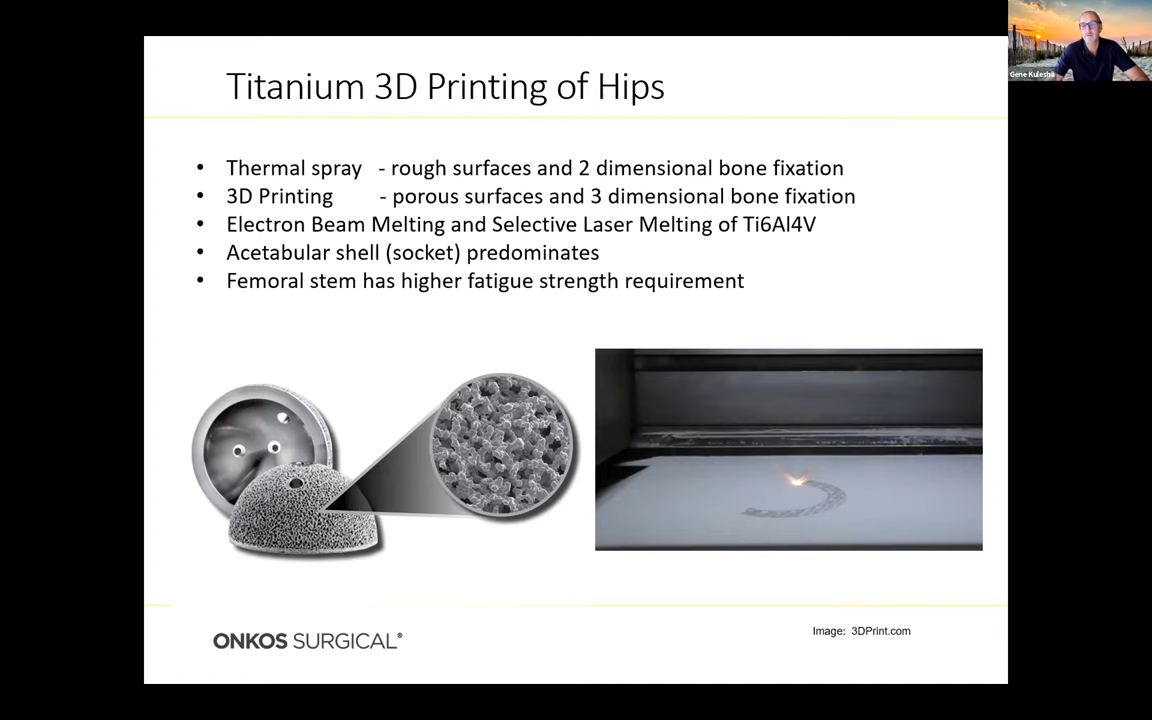 Titanium 3D Printing of Hips
Gene Kulesha
• Thermal spray - rough surfaces and 2 dimensional bone fixation
• 3D Printing - porous surfaces and 3 dimensional bone fixation
• Electron Beam Melting and Selective Laser Melting of Ti6Al4V
• Acetabular shell (socket) predominates
• Femoral stem has higher fatigue strength requirement
ONKOS SURGICAL®
Image: 3DPrint.com